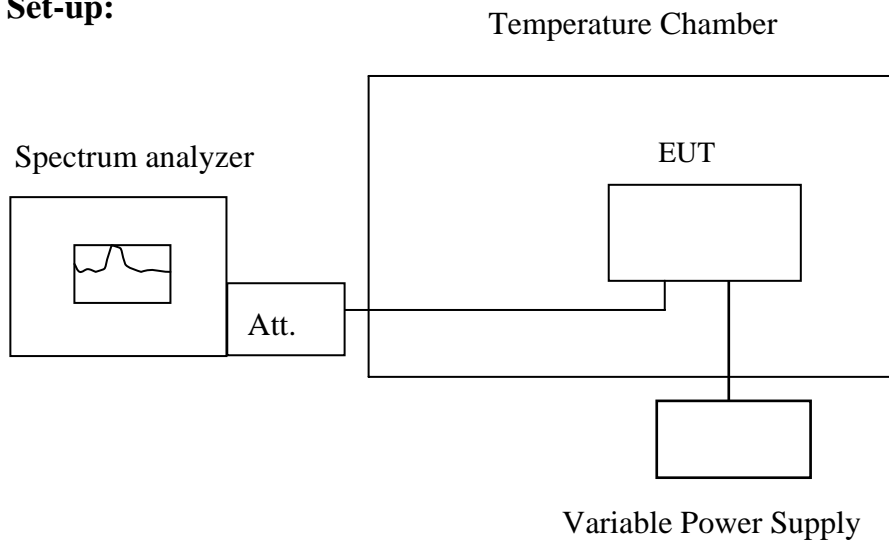 Set-up:
Temperature Chamber
Spectrum analyzer
EUT
Att.
Variable Power Supply